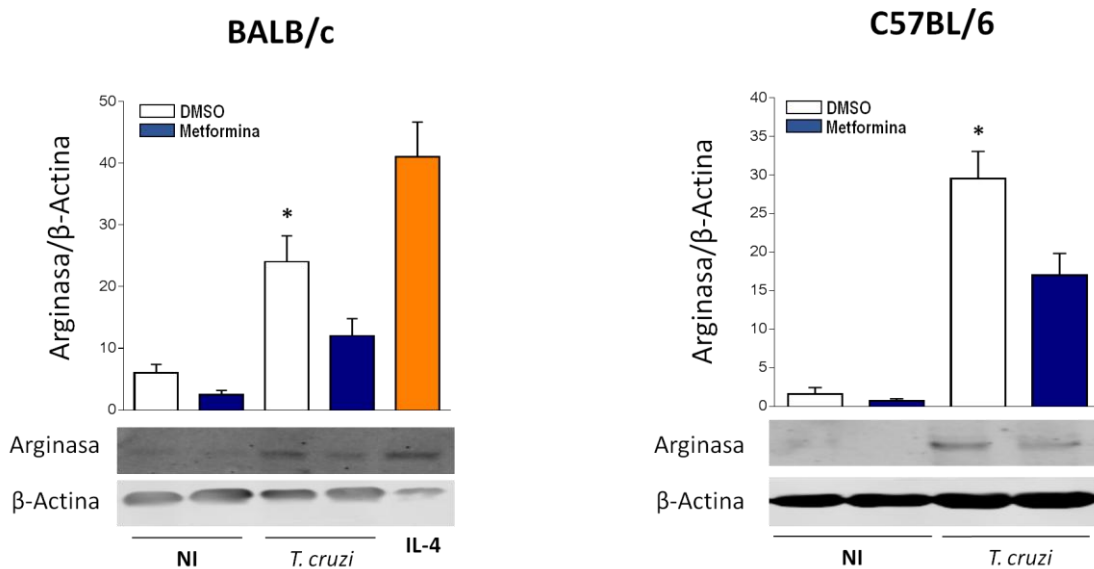 BALB/c
50
40
30
20
10
0
DMSO
Metformina
*
Arginasa/β-Actina
Arginasa
β-Actina
NI
T. cruzi
IL-4
C57BL/6
40
35
30
25
20
15
10
5
0
DMSO
Metformina
*
Arginasa/β-Actina
Arginasa
β-Actina
NI
T. cruzi